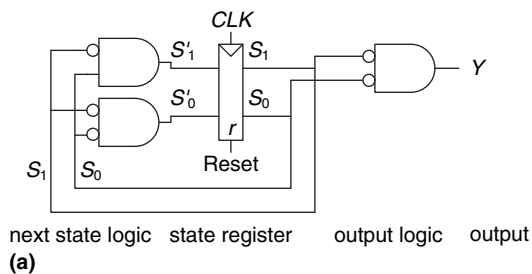 CLK
S'1 S1
Y
S'0 S0
r
Reset
S1 S0
next state logic state register output logic output
(a)